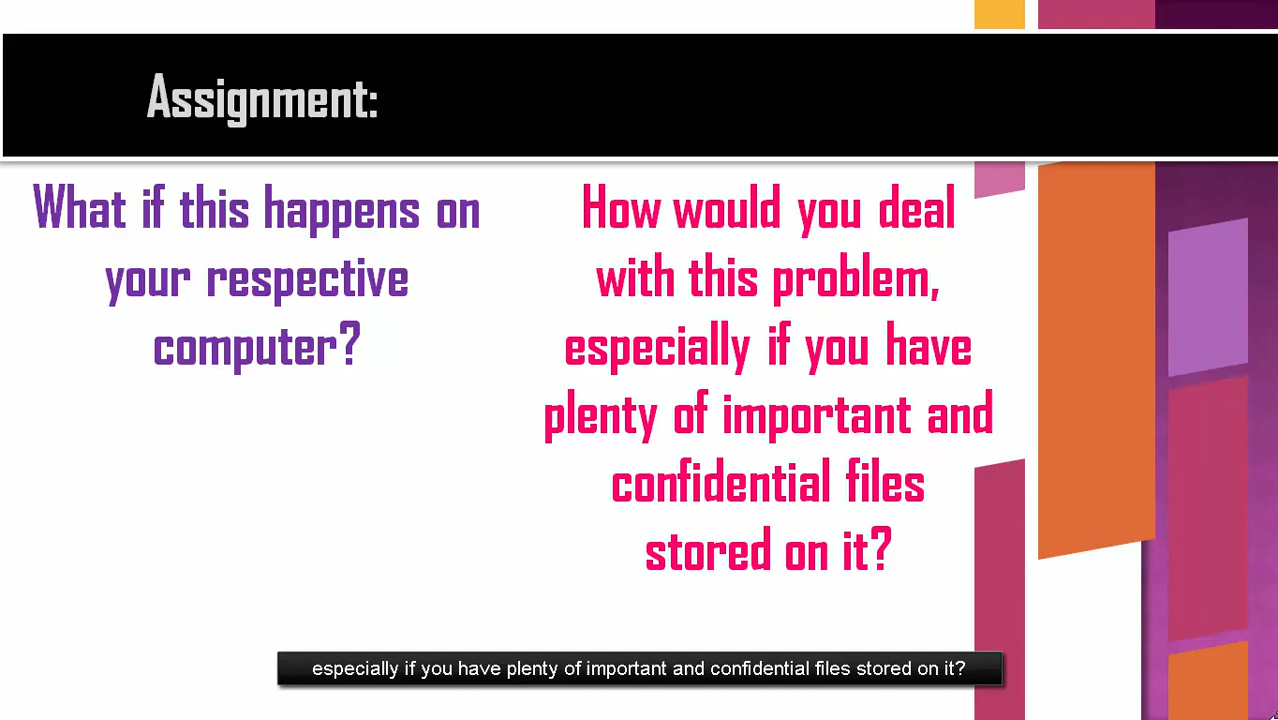 Assignment:
What if this happens on
your respective
computer?
How would you deal
with this problem,
especially if you have
plenty of important and
confidential files
stored on it?
especially if you have plenty of important and confidential files stored on it?